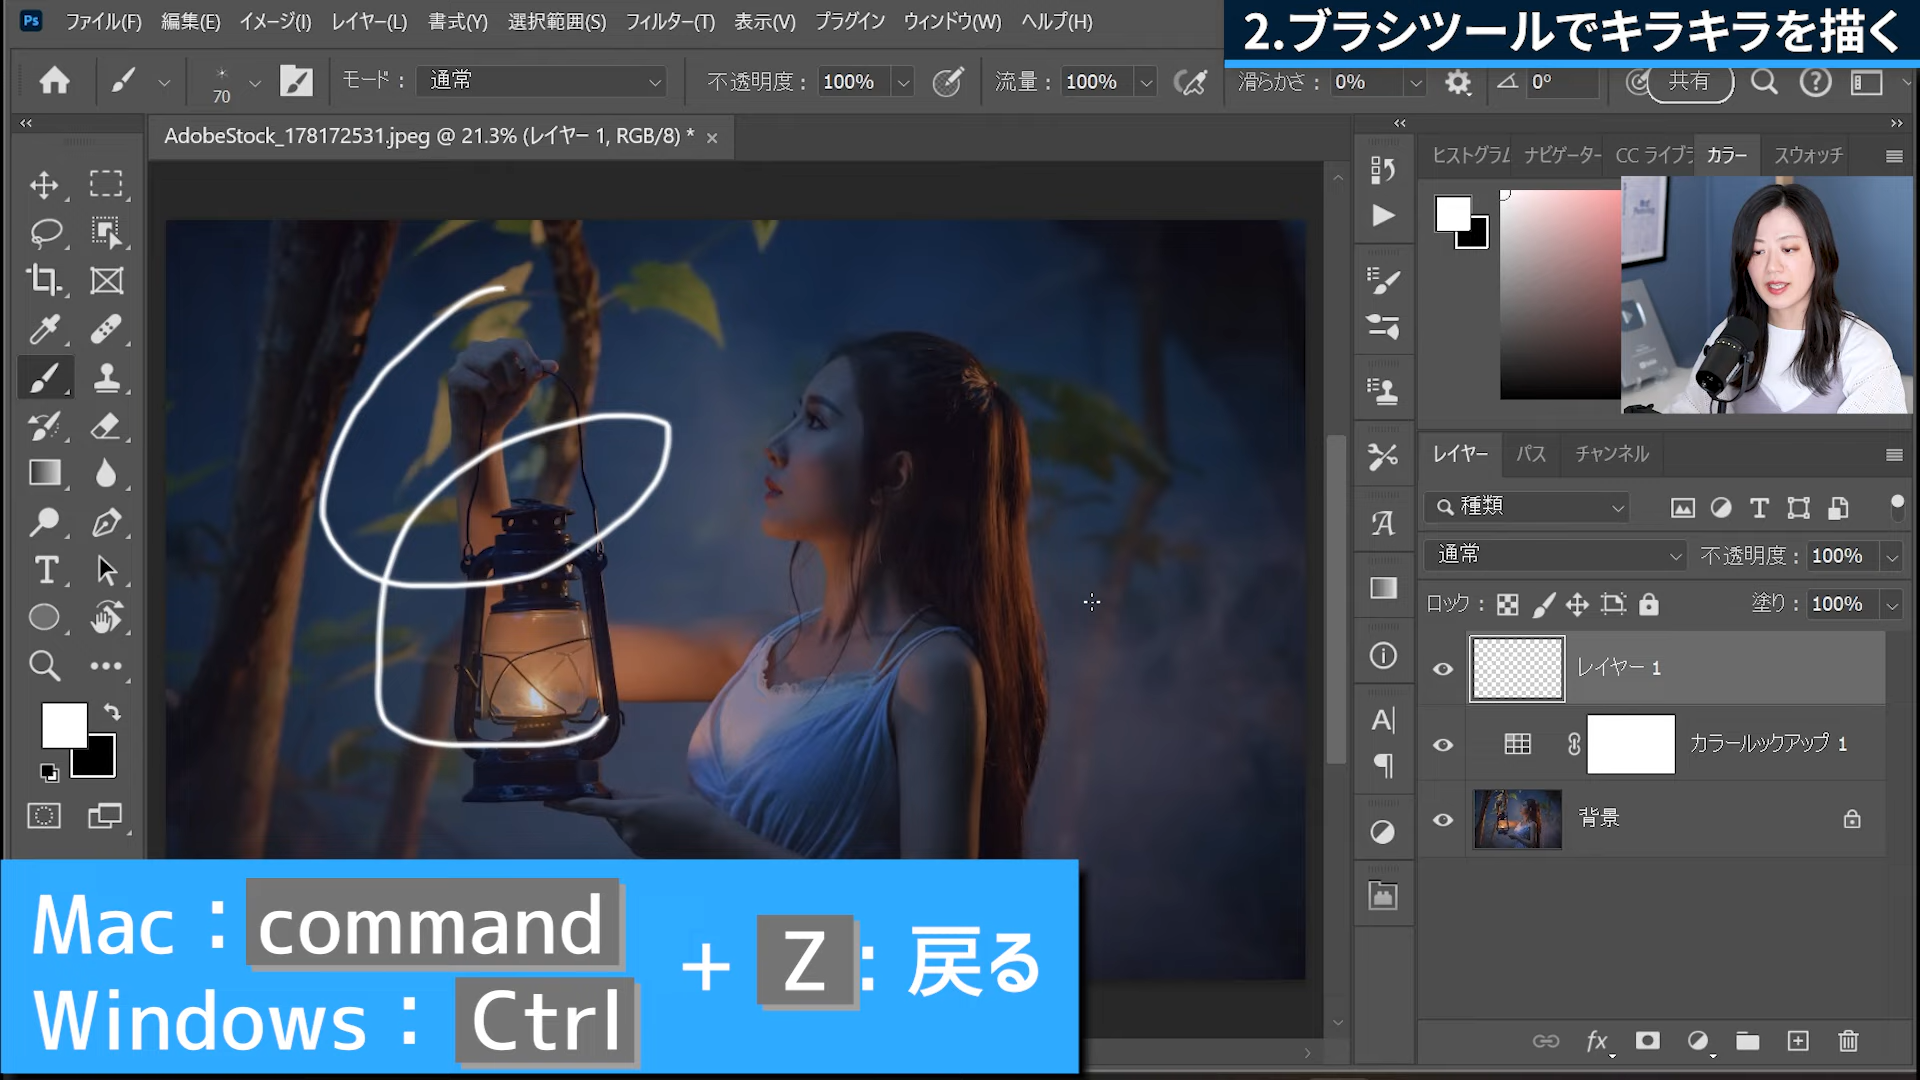 Ps ファイル(F) 編集(E) イメージ(I) レイヤー(L) 書式(Y) 選択範囲(S) フィルター(T) 表示(V) プラグイン ウィンドウ(W) ヘルプ(H)
2.ブラシツールでキラキラを描く
70 モード： 通常 不透明度： 100% 流量： 100% 滑らかさ： 0% 0° 共有
AdobeStock_178172531.jpeg @ 21.3% (レイヤー 1, RGB/8) * ×
ヒストグラム ナビゲーター CC ライブラ カラー スウォッチ
レイヤー パス チャンネル
種類
通常 不透明度： 100%
ロック： 塗り： 100%
レイヤー 1
カラールックアップ 1
背景
fx
Mac：command
Windows：Ctrl
+ Z：戻る